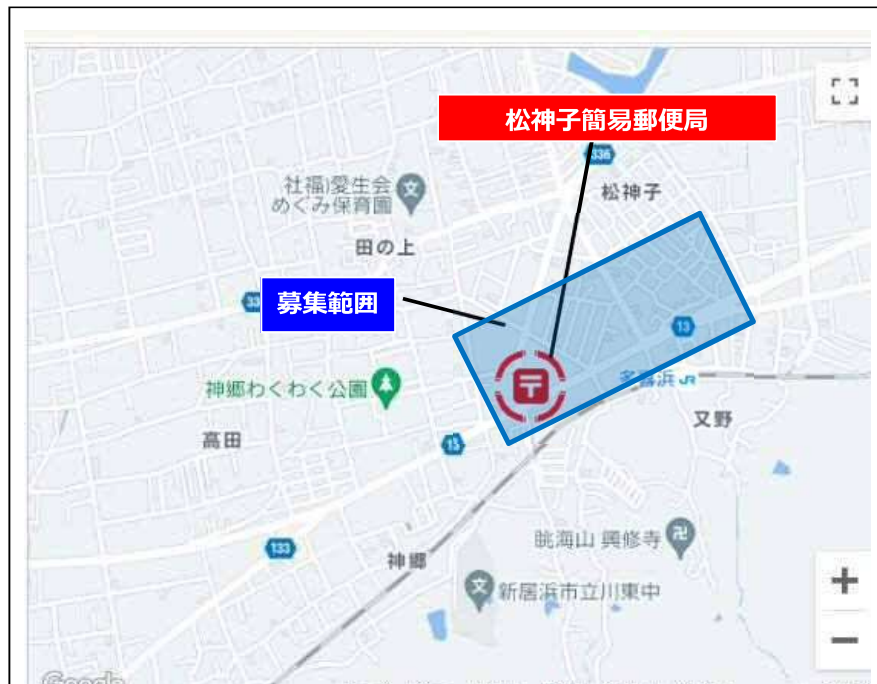 松神子簡易郵便局
336
松神子
社福)愛生会
めぐみ保育園
田の上
募集範囲
13
多喜浜 JR
神郷わくわく公園
又野
高田
13
133
神郷
眺海山 興修寺
新居浜市立川東中
Google